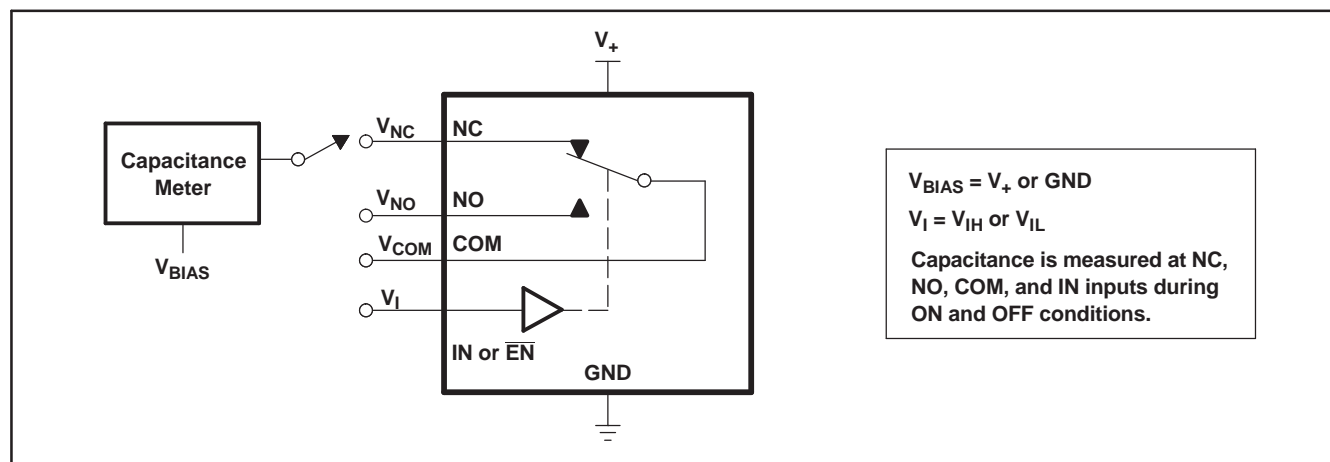 V+
Capacitance
Meter
VBIAS
VNC
NC
VNO
NO
VCOM
COM
VI
IN or E̅N̅
GND
VBIAS = V+ or GND
VI = VIH or VIL
Capacitance is measured at NC,
NO, COM, and IN inputs during
ON and OFF conditions.